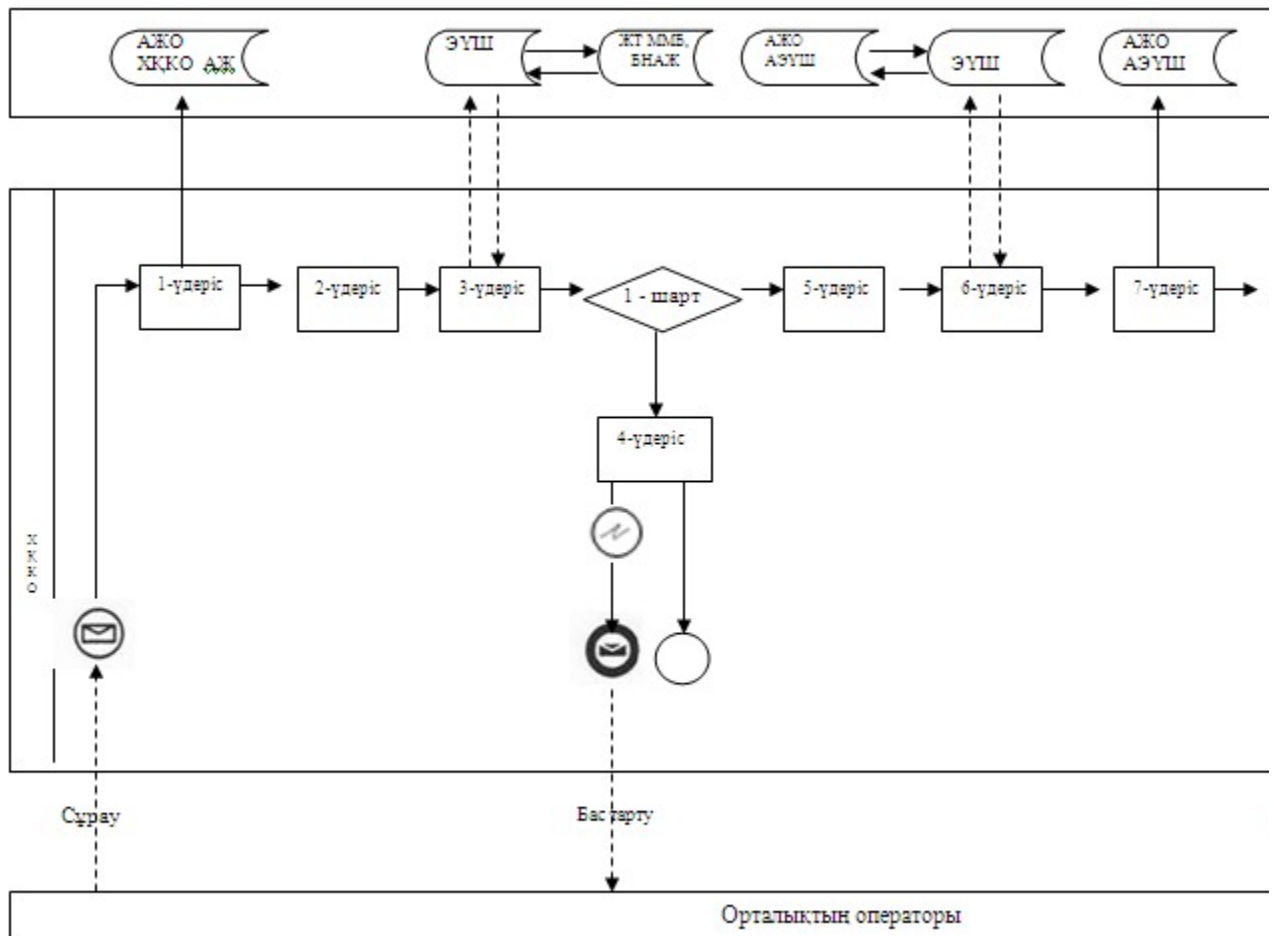 АЖО
ХҚКО АЖ
ЭҮШ
ЖТ ММБ,
БНАЖ
АЖО
АЭҮШ
ЭҮШ
АЖО
АЭҮШ
1-үдеріс
2-үдеріс
3-үдеріс
1 - шарт
5-үдеріс
6-үдеріс
7-үдеріс
4-үдеріс
Х
Қ
К
О
Сұрау
Бас тарту
Орталықтың операторы